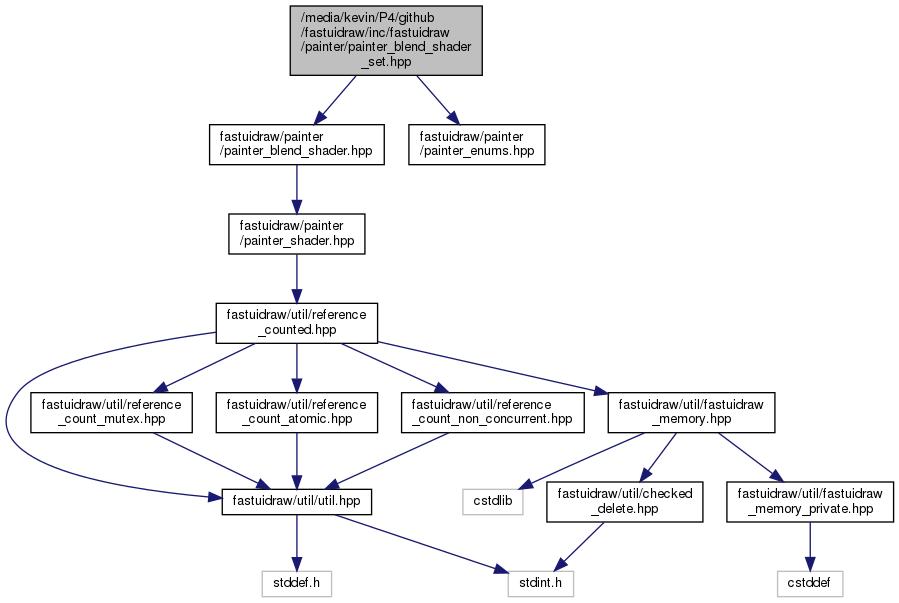 /media/kevin/P4/github
/fastuidraw/inc/fastuidraw
/painter/painter_blend_shader
_set.hpp
fastuidraw/painter
/painter_blend_shader.hpp
fastuidraw/painter
/painter_enums.hpp
fastuidraw/painter
/painter_shader.hpp
fastuidraw/util/reference
_counted.hpp
fastuidraw/util/reference
_count_mutex.hpp
fastuidraw/util/reference
_count_atomic.hpp
fastuidraw/util/reference
_count_non_concurrent.hpp
fastuidraw/util/fastuidraw
_memory.hpp
fastuidraw/util/util.hpp
cstdlib
fastuidraw/util/checked
_delete.hpp
fastuidraw/util/fastuidraw
_memory_private.hpp
stddef.h
stdint.h
cstddef